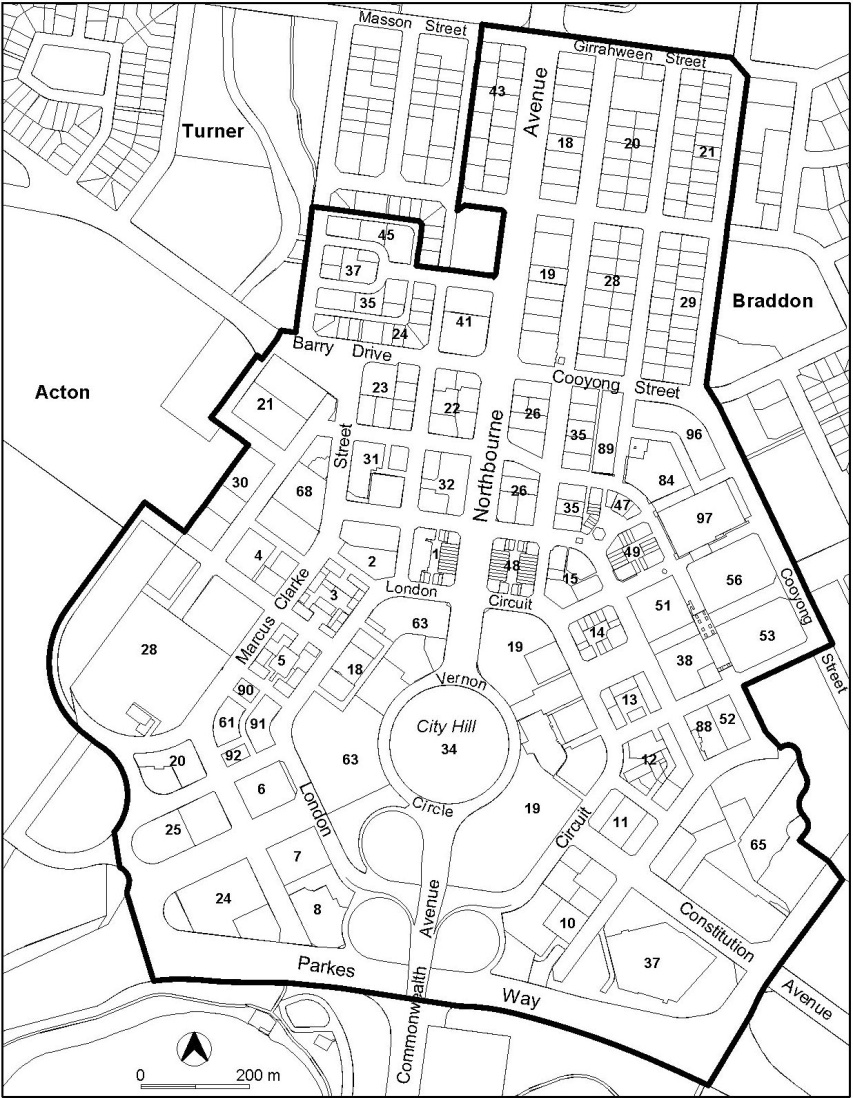 Masson Street
Girrahween Street
43
Avenue
Turner
18
20
21
45
37
19
28
35
29
Braddon
41
24
Barry Drive
Cooyong Street
Acton
23
21
22
26
35
89
96
Street
Northbourne
31
30
68
32
26
84
35
47
97
4
2
1
48
49
15
56
Cooyong
Marcus Clarke
3
London Circuit
51
53
63
19
14
28
5
18
38
Street
90
Vernon
13
61
91
City Hill
34
88
52
92
12
20
63
6
London
Circle
19
Circuit
11
25
65
7
24
8
Avenue
10
Constitution
37
Parkes Way
Avenue
Commonwealth
0 200 m